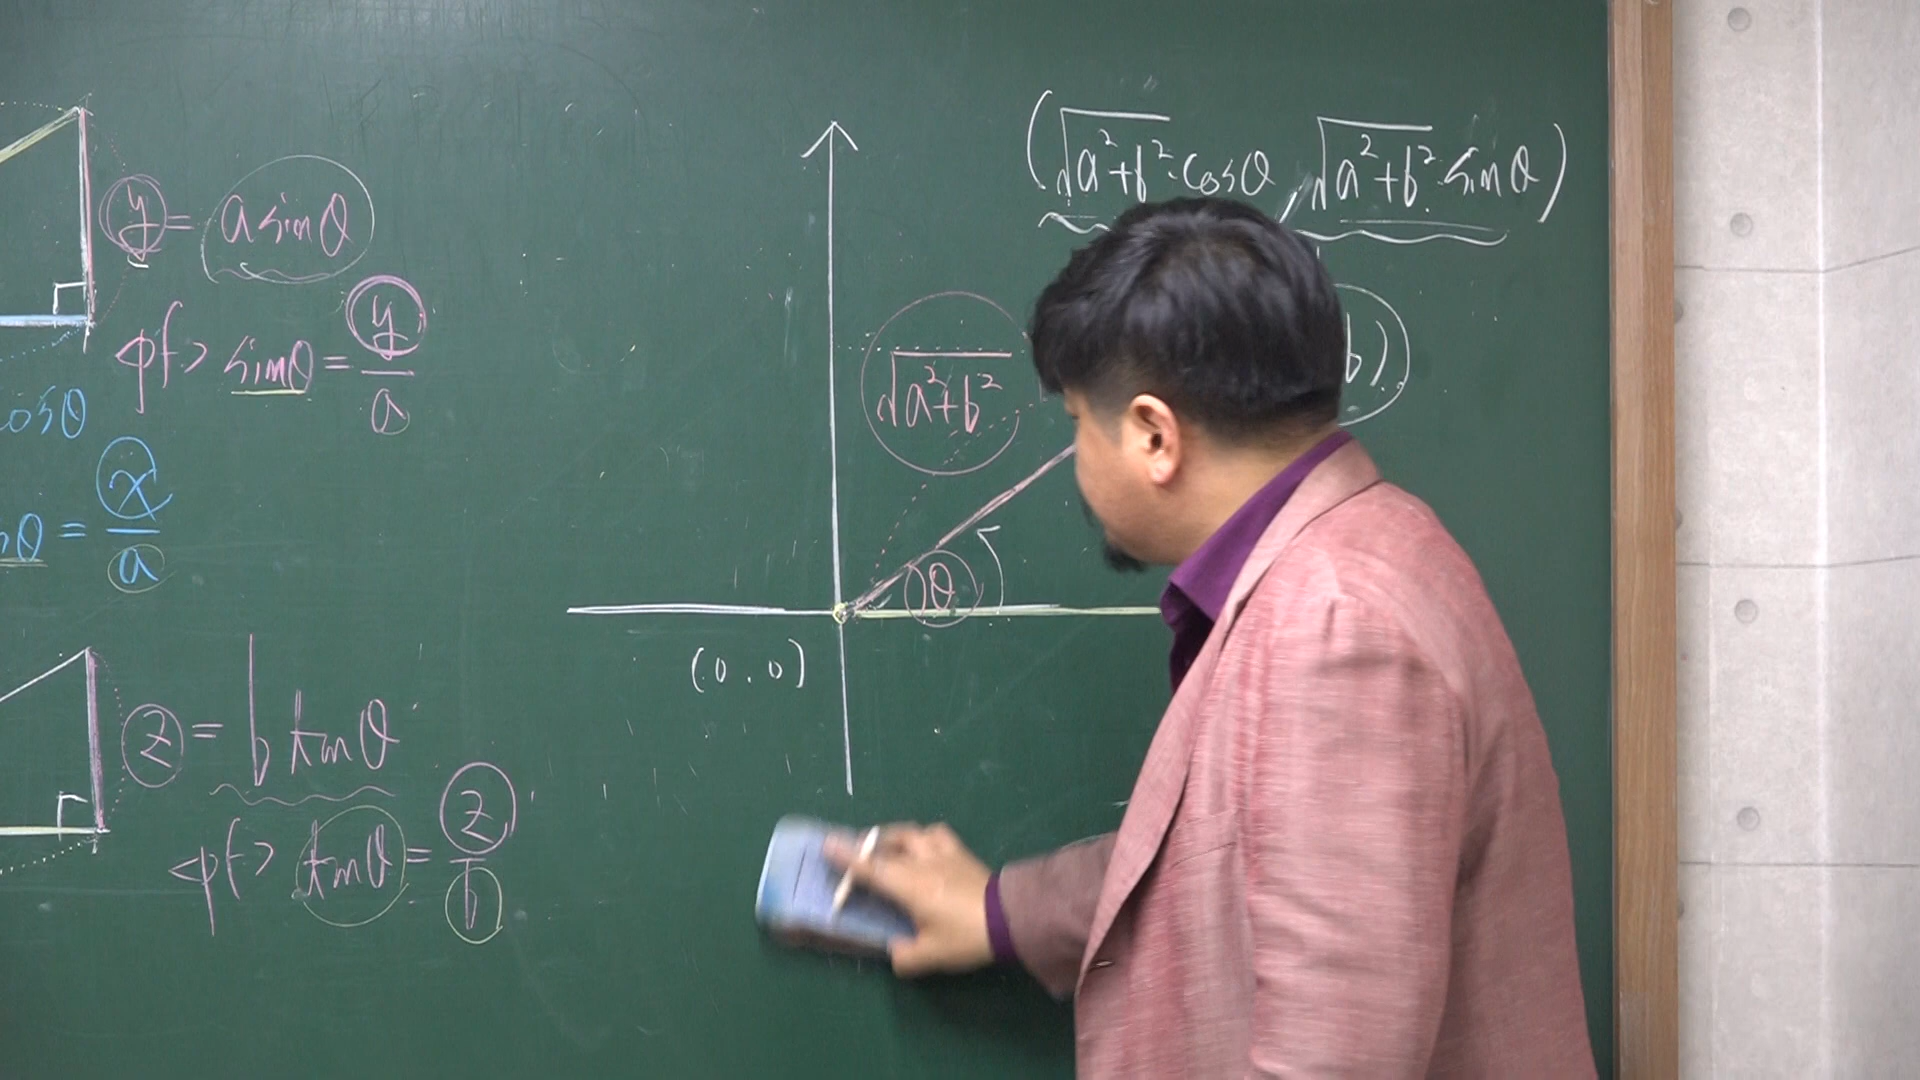 y = a sinθ
<pf> sinθ = y/a
cosθ
θ = x/a
z = b tanθ
<pf> tanθ = z/b
(√a²+b²·cosθ, √a²+b²·sinθ)
√a²+b²
b)
θ
(0.0)